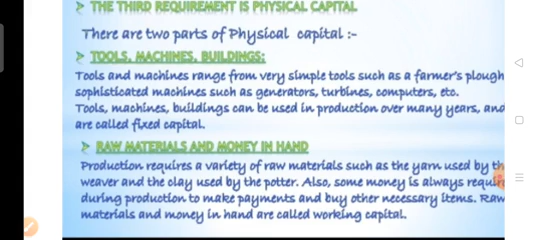 ➢ THE THIRD REQUIREMENT IS PHYSICAL CAPITAL
There are two parts of Physical capital :-
➢ TOOLS, MACHINES, BUILDINGS:
Tools and machines range from very simple tools such as a farmer's plough
sophisticated machines such as generators, turbines, computers, etc.
Tools, machines, buildings can be used in production over many years, and
are called fixed capital.
➢ RAW MATERIALS AND MONEY IN HAND
Production requires a variety of raw materials such as the yarn used by th
weaver and the clay used by the potter. Also, some money is always requir
during production to make payments and buy other necessary items. Raw
materials and money in hand are called working capital.